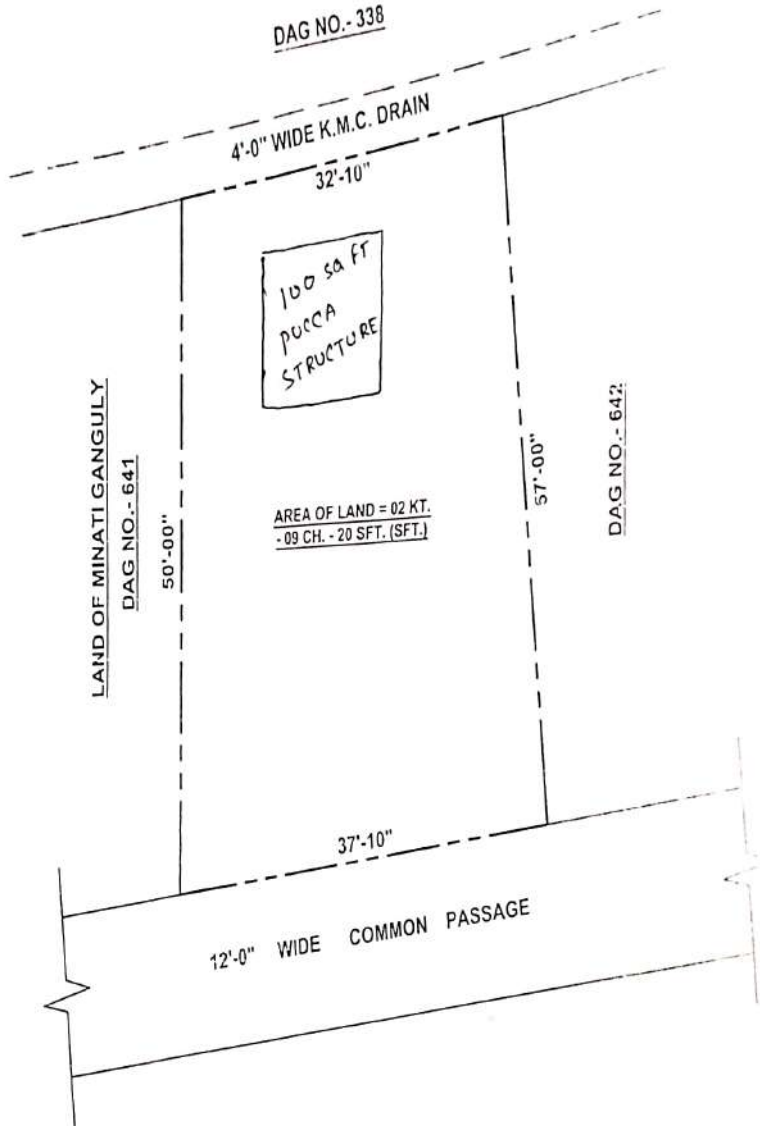 DAG NO.- 338
4'-0" WIDE K.M.C. DRAIN
32'-10"
100 SQ FT
PUCCA
STRUCTURE
LAND OF MINATI GANGULY
DAG NO.- 641
50'-00"
AREA OF LAND = 02 KT.
- 09 CH. - 20 SFT. (SFT.)
57'-00"
DAG NO.- 642
37'-10"
12'-0" WIDE COMMON PASSAGE